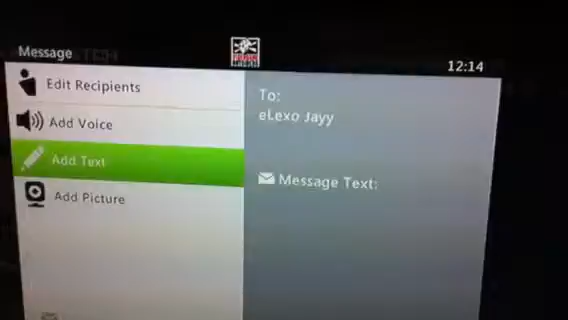 Message
12:14
Edit Recipients
Add Voice
Add Text
Add Picture
To:
eLexo Jayy
Message Text: